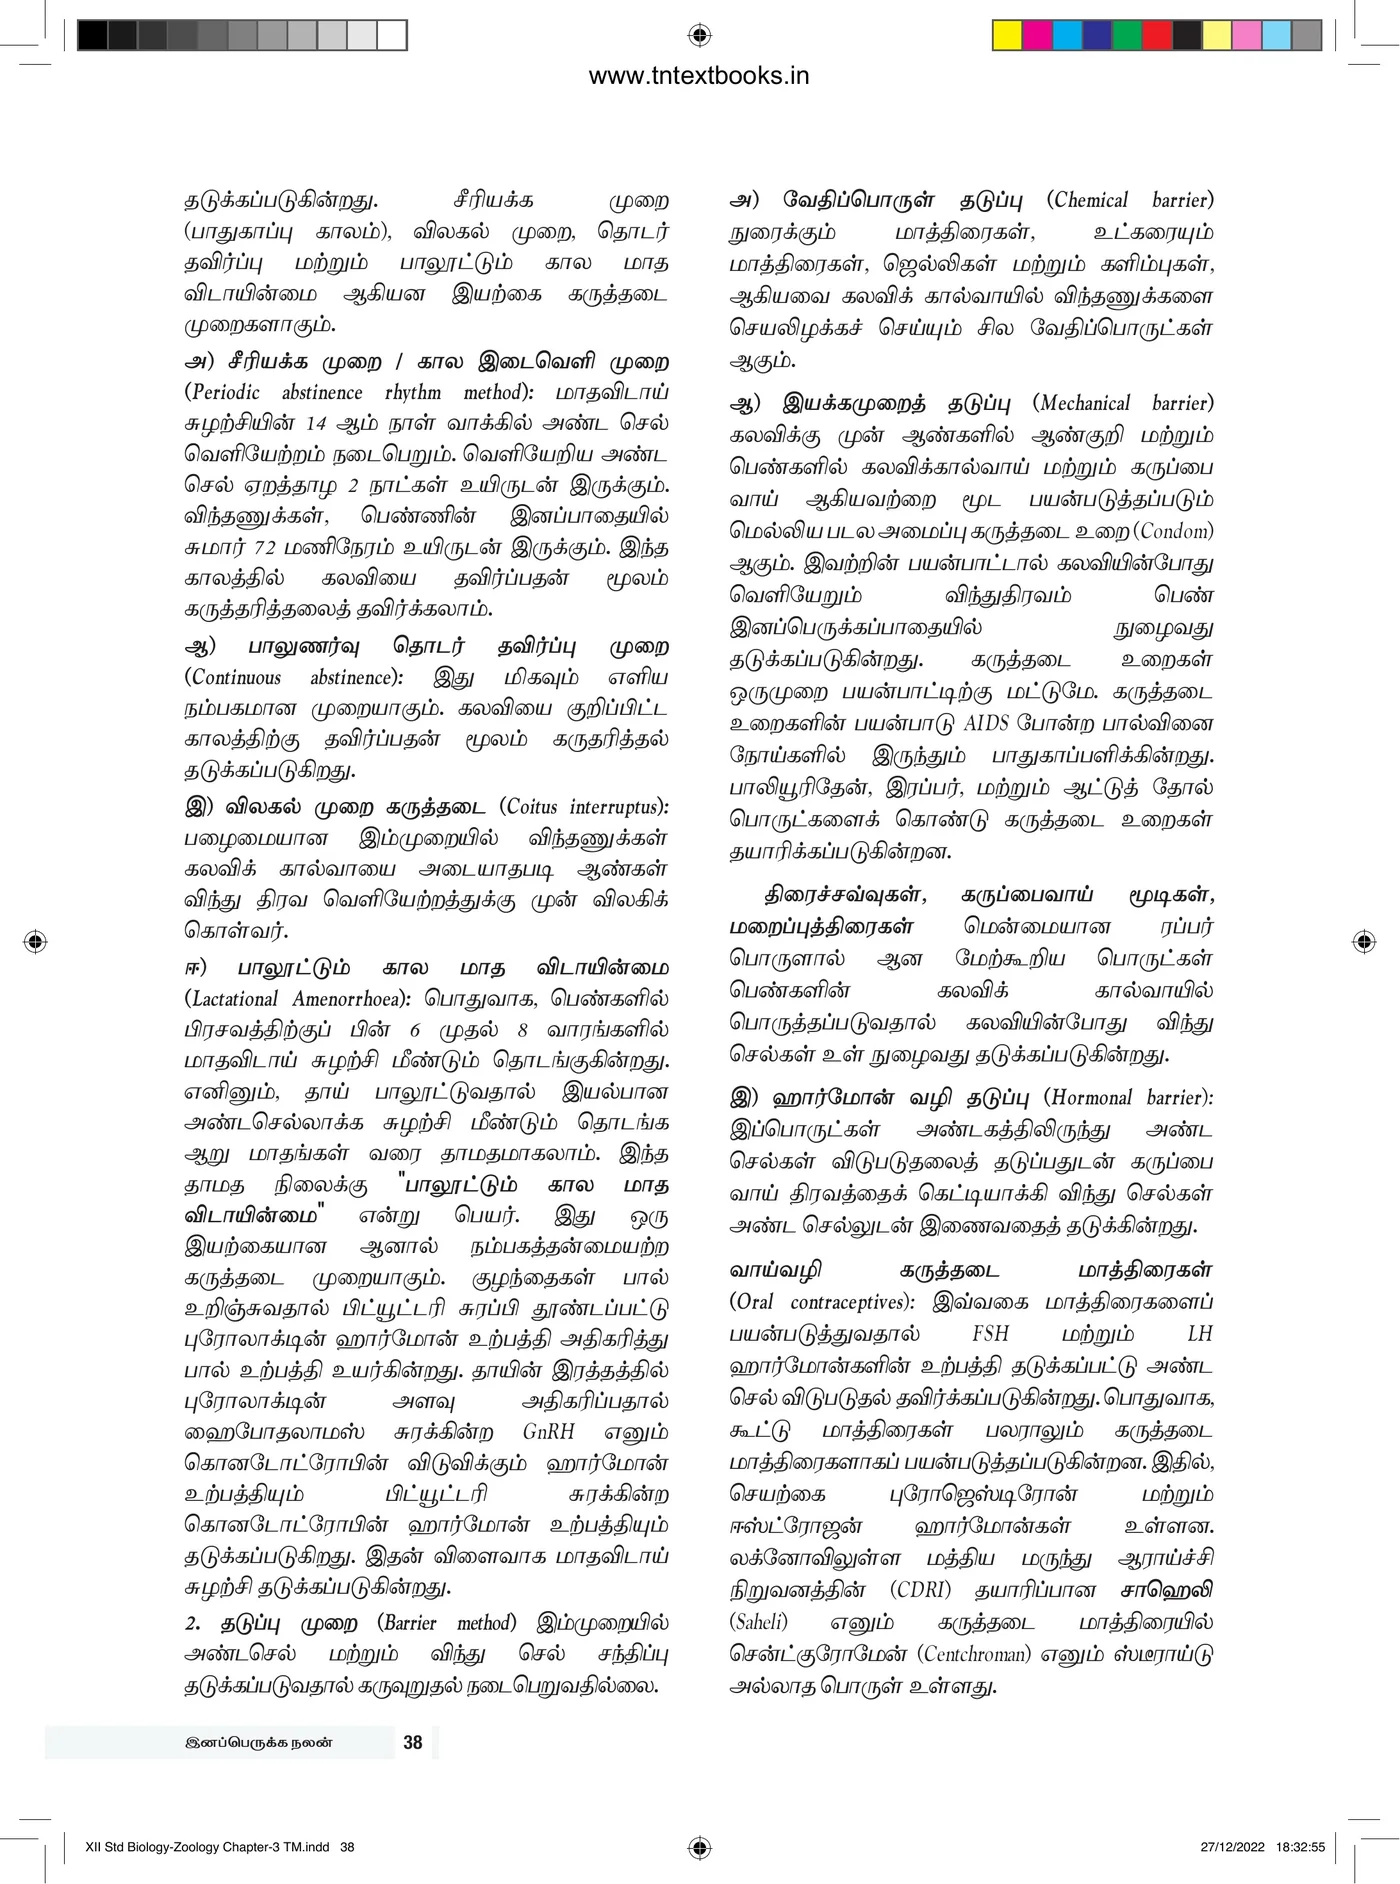 www.tntextbooks.in
தடுக்கப்படுகின்றது. சீரியக்க முறை
(பாதுகாப்பு காலம்), விலகல் முறை, தொடர்
தவிர்ப்பு மற்றும் பாலூட்டும் கால மாத
விடாயின்மை ஆகியன இயற்கை கருத்தடை
முறைகளாகும்.
அ) சீரியக்க முறை / கால இடைவெளி முறை
(Periodic abstinence rhythm method): மாதவிடாய்
சுழற்சியின் 14 ஆம் நாள் வாக்கில் அண்ட செல்
வெளியேற்றம் நடைபெறும். வெளியேறிய அண்ட
செல் ஏறத்தாழ 2 நாட்கள் உயிருடன் இருக்கும்.
விந்தணுக்கள், பெண்ணின் இனப்பாதையில்
சுமார் 72 மணிநேரம் உயிருடன் இருக்கும். இந்த
காலத்தில் கலவியை தவிர்ப்பதன் மூலம்
கருத்தரித்தலைத் தவிர்க்கலாம்.
ஆ) பாலுணர்வு தொடர் தவிர்ப்பு முறை
(Continuous abstinence): இது மிகவும் எளிய
நம்பகமான முறையாகும். கலவியை குறிப்பிட்ட
காலத்திற்கு தவிர்ப்பதன் மூலம் கருதரித்தல்
தடுக்கப்படுகிறது.
இ) விலகல் முறை கருத்தடை (Coitus interruptus):
பழைமையான இம்முறையில் விந்தணுக்கள்
கலவிக் கால்வாயை அடையாதபடி ஆண்கள்
விந்து திரவ வெளியேற்றத்துக்கு முன் விலகிக்
கொள்வர்.
ஈ) பாலூட்டும் கால மாத விடாயின்மை
(Lactational Amenorrhoea): பொதுவாக, பெண்களில்
பிரசவத்திற்குப் பின் 6 முதல் 8 வாரங்களில்
மாதவிடாய் சுழற்சி மீண்டும் தொடங்குகின்றது.
எனினும், தாய் பாலூட்டுவதால் இயல்பான
அண்டசெல்லாக்க சுழற்சி மீண்டும் தொடங்க
ஆறு மாதங்கள் வரை தாமதமாகலாம். இந்த
தாமத நிலைக்கு "பாலூட்டும் கால மாத
விடாயின்மை" என்று பெயர். இது ஒரு
இயற்கையான ஆனால் நம்பகத்தன்மையற்ற
கருத்தடை முறையாகும். குழந்தைகள் பால்
உறிஞ்சுவதால் பிட்யூட்டரி சுரப்பி தூண்டப்பட்டு
புரோலாக்டின் ஹார்மோன் உற்பத்தி அதிகரித்து
பால் உற்பத்தி உயர்கின்றது. தாயின் இரத்தத்தில்
புரோலாக்டின் அளவு அதிகரிப்பதால்
ஹைபோதலாமஸ் சுரக்கின்ற GnRH எனும்
கொனடோட்ரோபின் விடுவிக்கும் ஹார்மோன்
உற்பத்தியும் பிட்யூட்டரி சுரக்கின்ற
கொனடோட்ரோபின் ஹார்மோன் உற்பத்தியும்
தடுக்கப்படுகிறது. இதன் விளைவாக மாதவிடாய்
சுழற்சி தடுக்கப்படுகின்றது.
2. தடுப்பு முறை (Barrier method) இம்முறையில்
அண்டசெல் மற்றும் விந்து செல் சந்திப்பு
தடுக்கப்படுவதால் கருவுறுதல் நடைபெறுவதில்லை.
அ) வேதிப்பொருள் தடுப்பு (Chemical barrier)
நுரைக்கும் மாத்திரைகள், உட்கரையும்
மாத்திரைகள், ஜெல்லிகள் மற்றும் களிம்புகள்,
ஆகியவை கலவிக் கால்வாயில் விந்தணுக்களை
செயலிழக்கச் செய்யும் சில வேதிப்பொருட்கள்
ஆகும்.
ஆ) இயக்கமுறைத் தடுப்பு (Mechanical barrier)
கலவிக்கு முன் ஆண்களில் ஆண்குறி மற்றும்
பெண்களில் கலவிக்கால்வாய் மற்றும் கருப்பை
வாய் ஆகியவற்றை மூட பயன்படுத்தப்படும்
மெல்லிய படல அமைப்பு கருத்தடை உறை (Condom)
ஆகும். இவற்றின் பயன்பாட்டால் கலவியின்போது
வெளியேறும் விந்துதிரவம் பெண்
இனப்பெருக்கப்பாதையில் நுழைவது
தடுக்கப்படுகின்றது. கருத்தடை உறைகள்
ஒருமுறை பயன்பாட்டிற்கு மட்டுமே. கருத்தடை
உறைகளின் பயன்பாடு AIDS போன்ற பால்வினை
நோய்களில் இருந்தும் பாதுகாப்பளிக்கின்றது.
பாலியூரிதேன், இரப்பர், மற்றும் ஆட்டுத் தோல்
பொருட்களைக் கொண்டு கருத்தடை உறைகள்
தயாரிக்கப்படுகின்றன.
திரைச்சவ்வுகள், கருப்பைவாய் மூடிகள்,
மறைப்புத்திரைகள் மென்மையான ரப்பர்
பொருளால் ஆன மேற்கூறிய பொருட்கள்
பெண்களின் கலவிக் கால்வாயில்
பொருத்தப்படுவதால் கலவியின்போது விந்து
செல்கள் உள் நுழைவது தடுக்கப்படுகின்றது.
இ) ஹார்மோன் வழி தடுப்பு (Hormonal barrier):
இப்பொருட்கள் அண்டகத்திலிருந்து அண்ட
செல்கள் விடுபடுதலைத் தடுப்பதுடன் கருப்பை
வாய் திரவத்தைக் கெட்டியாக்கி விந்து செல்கள்
அண்ட செல்லுடன் இணைவதைத் தடுக்கின்றது.
வாய்வழி கருத்தடை மாத்திரைகள்
(Oral contraceptives): இவ்வகை மாத்திரைகளைப்
பயன்படுத்துவதால் FSH மற்றும் LH
ஹார்மோன்களின் உற்பத்தி தடுக்கப்பட்டு அண்ட
செல் விடுபடுதல் தவிர்க்கப்படுகின்றது. பொதுவாக,
கூட்டு மாத்திரைகள் பலராலும் கருத்தடை
மாத்திரைகளாகப் பயன்படுத்தப்படுகின்றன. இதில்,
செயற்கை புரோஜெஸ்டிரோன் மற்றும்
ஈஸ்ட்ரோஜன் ஹார்மோன்கள் உள்ளன.
லக்னோவிலுள்ள மத்திய மருந்து ஆராய்ச்சி
நிறுவனத்தின் (CDRI) தயாரிப்பான சாஹெலி
(Saheli) எனும் கருத்தடை மாத்திரையில்
சென்ட்குரோமேன் (Centchroman) எனும் ஸ்டீராய்டு
அல்லாத பொருள் உள்ளது.
இனப்பெருக்க நலன் 38
XII Std Biology-Zoology Chapter-3 TM.indd 38
27/12/2022 18:32:55